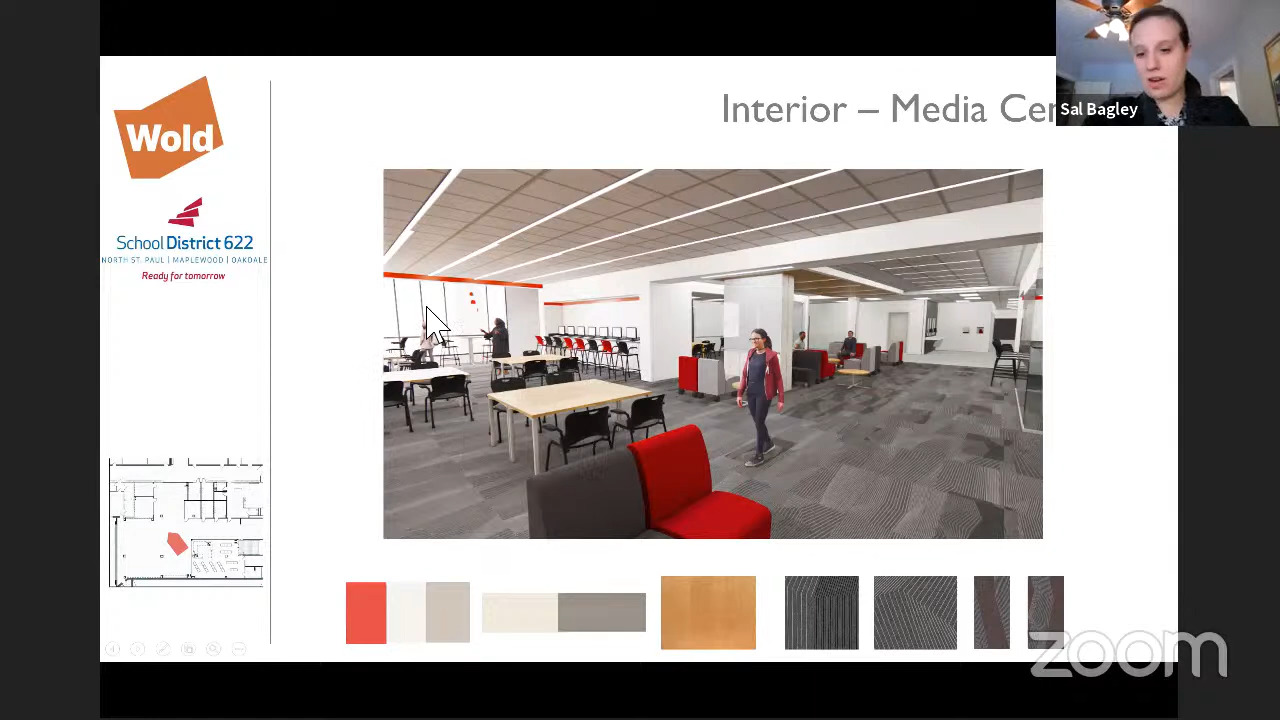 Wold
School District 622
NORTH ST. PAUL | MAPLEWOOD | OAKDALE
Ready for tomorrow
Interior – Media Cen
Sal Bagley
zoom